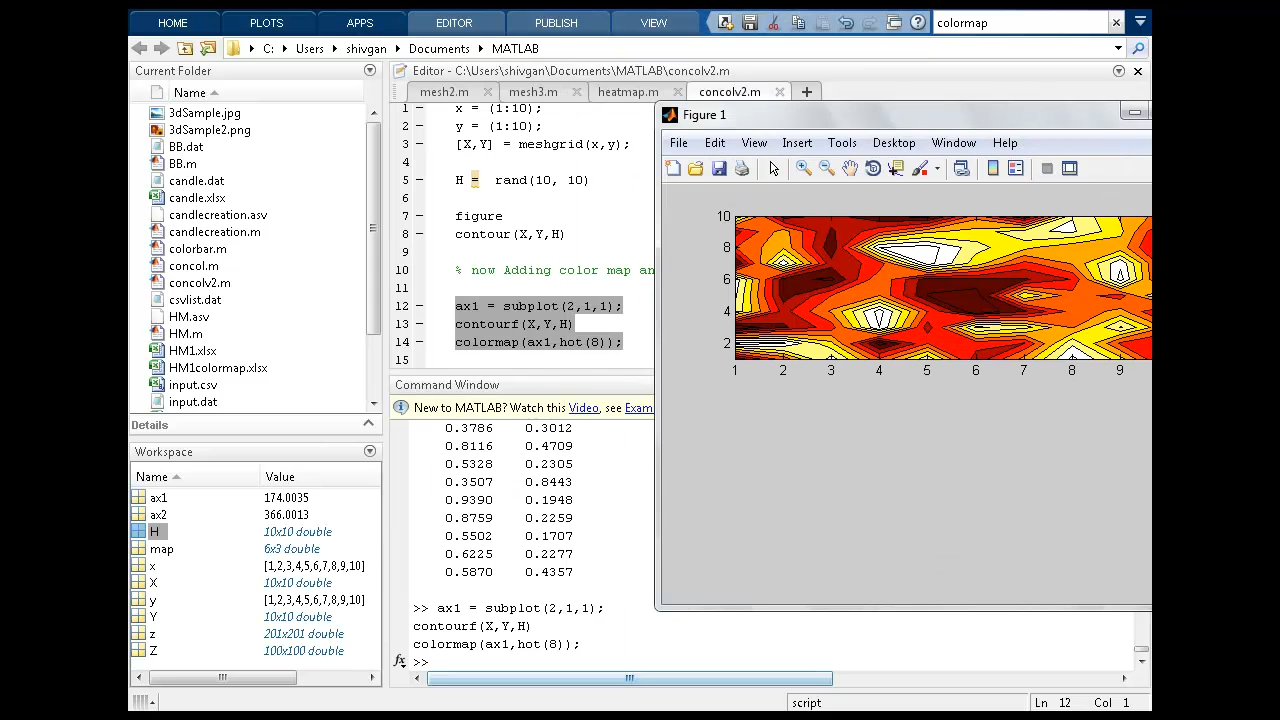 HOME PLOTS APPS EDITOR PUBLISH VIEW colormap
C: Users shivgan Documents MATLAB
Current Folder
Name
3dSample.jpg
3dSample2.png
BB.dat
BB.m
candle.dat
candle.xlsx
candlecreation.asv
candlecreation.m
colorbar.m
concol.m
concolv2.m
csvlist.dat
HM.asv
HM.m
HM1.xlsx
HM1colormap.xlsx
input.csv
input.dat
Details
Workspace
Name Value
ax1 174.0035
ax2 366.0013
H 10x10 double
map 6x3 double
x [1,2,3,4,5,6,7,8,9,10]
X 10x10 double
y [1,2,3,4,5,6,7,8,9,10]
Y 10x10 double
z 201x201 double
Z 100x100 double
Editor - C:\Users\shivgan\Documents\MATLAB\concolv2.m
mesh2.m mesh3.m heatmap.m concolv2.m
1 x = (1:10);
2 y = (1:10);
3 [X,Y] = meshgrid(x,y);
4
5 H = rand(10, 10)
6
7 figure
8 contour(X,Y,H)
9
10 % now Adding color map an
11
12 ax1 = subplot(2,1,1);
13 contourf(X,Y,H)
14 colormap(ax1,hot(8));
15
Command Window
New to MATLAB? Watch this Video, see Exam
0.3786 0.3012
0.8116 0.4709
0.5328 0.2305
0.3507 0.8443
0.9390 0.1948
0.8759 0.2259
0.5502 0.1707
0.6225 0.2277
0.5870 0.4357
>> ax1 = subplot(2,1,1);
contourf(X,Y,H)
colormap(ax1,hot(8));
fx >>
Figure 1
File Edit View Insert Tools Desktop Window Help
10
8
6
4
2
1 2 3 4 5 6 7 8 9
script Ln 12 Col 1